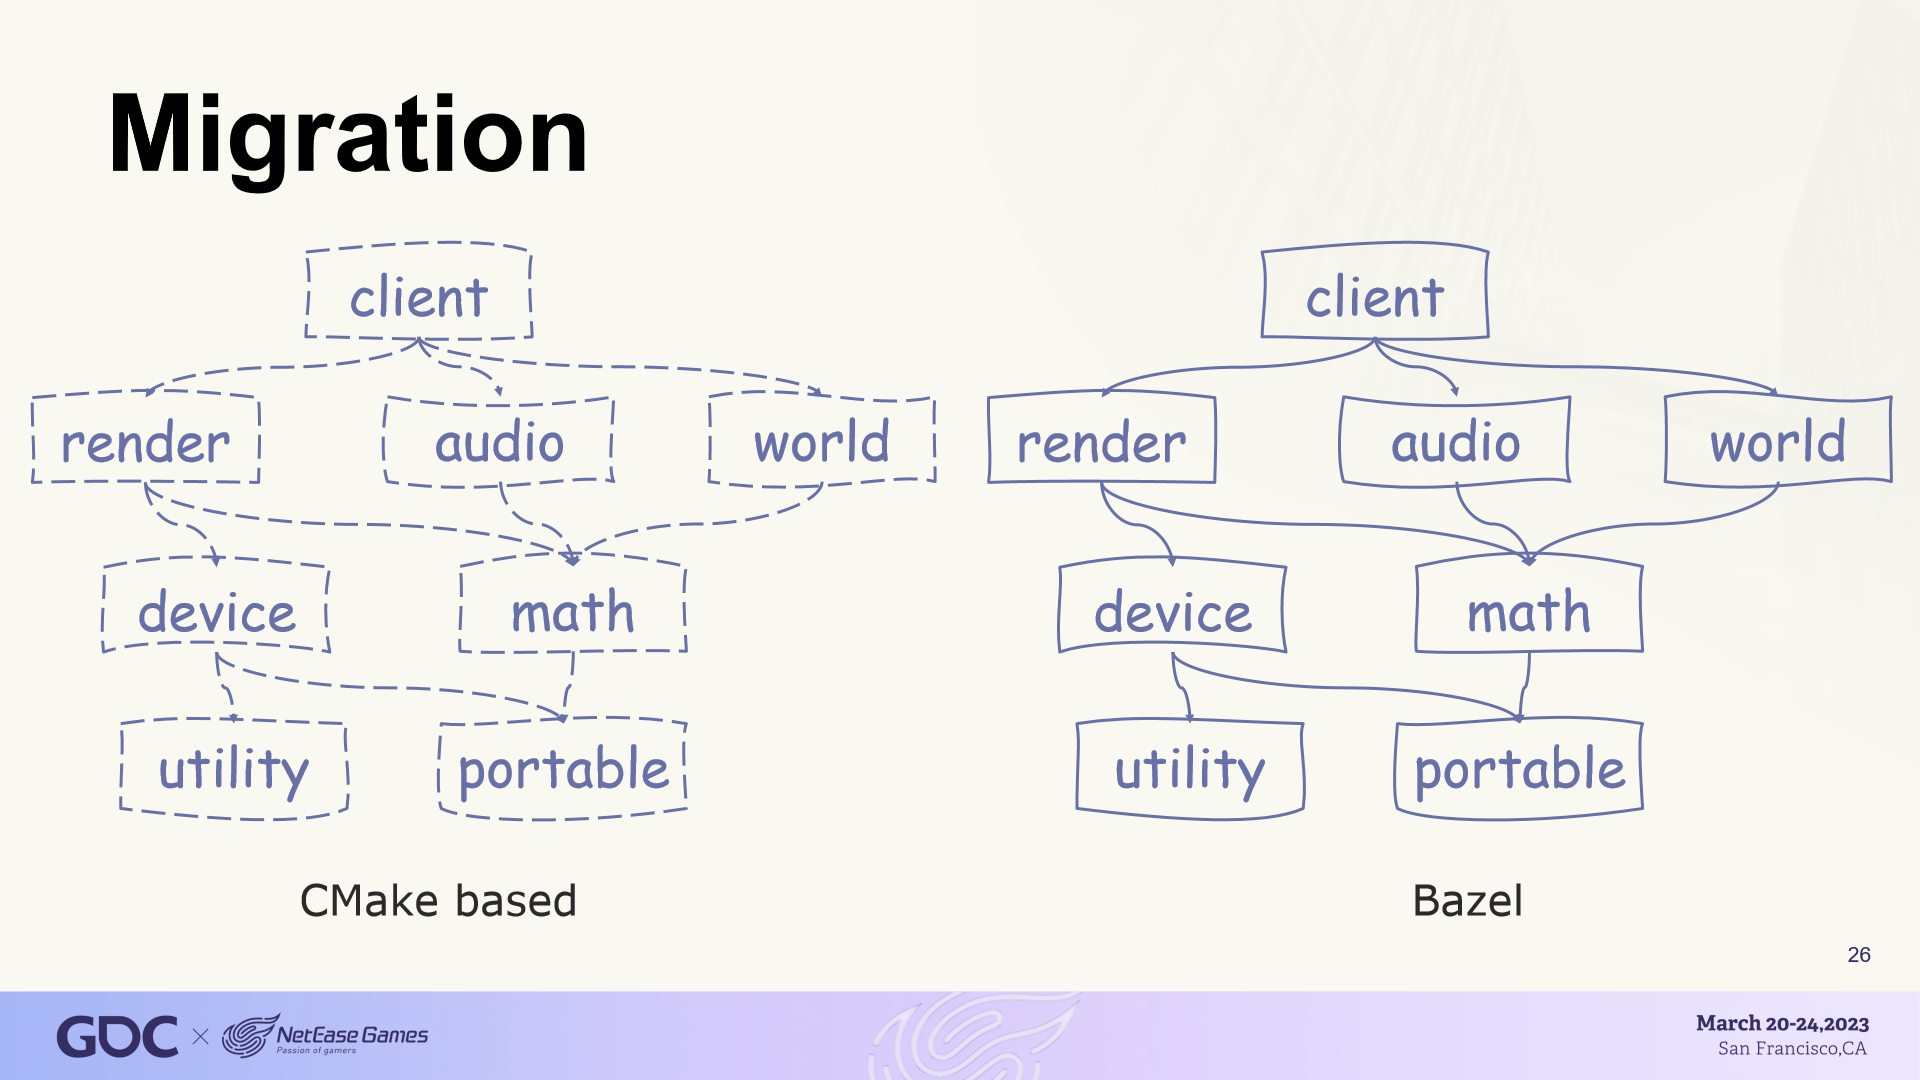 Migration
client
render
audio
world
device
math
utility
portable
CMake based
client
render
audio
world
device
math
utility
portable
Bazel
26
GDC × NetEase Games
Passion of gamers
March 20-24,2023
San Francisco,CA